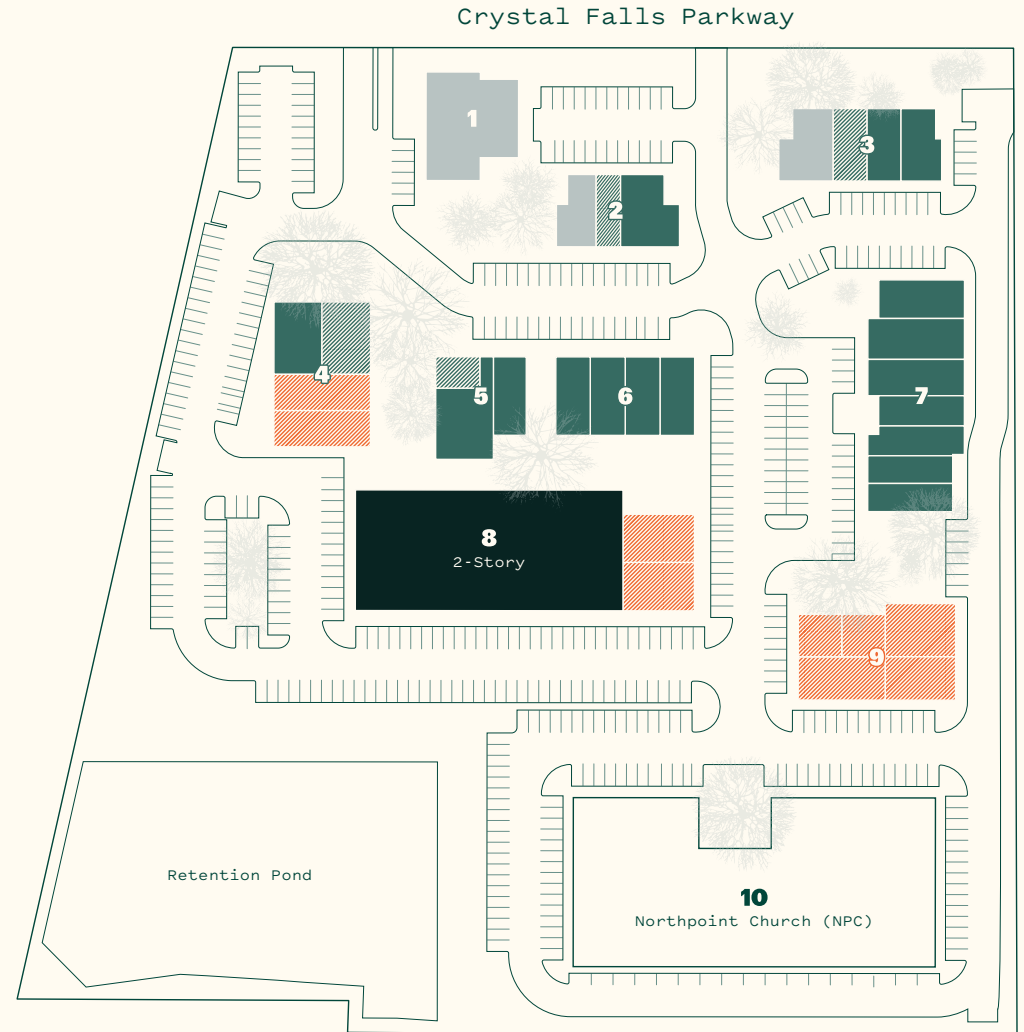 Crystal Falls Parkway
1
3
2
4
5
6
7
8
2-Story
9
Retention Pond
10
Northpoint Church (NPC)